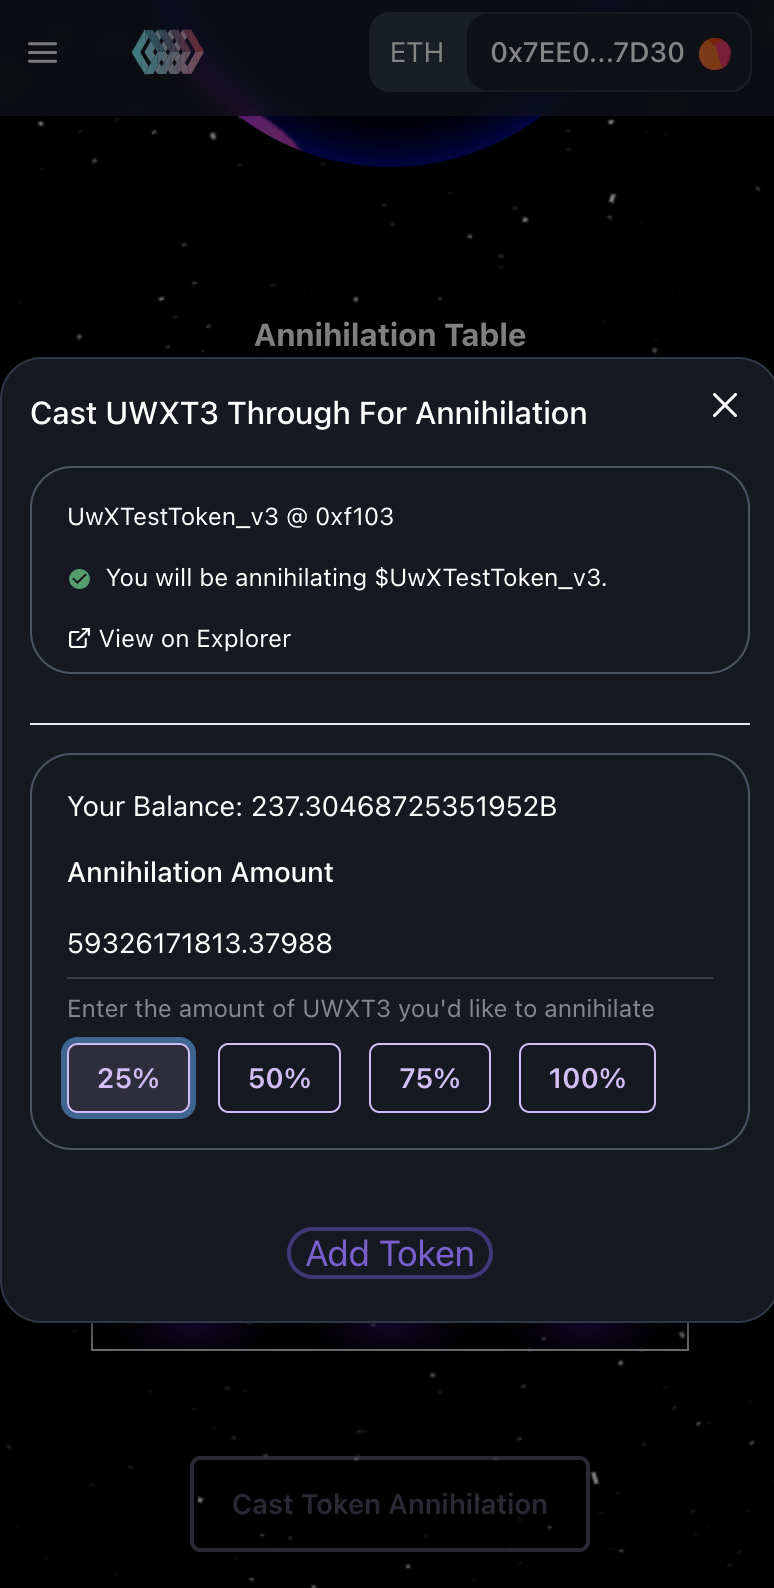 ETH 0x7EE0...7D30
Annihilation Table
Cast UWXT3 Through For Annihilation
UwXTestToken_v3 @ 0xf103
You will be annihilating $UwXTestToken_v3.
View on Explorer
Your Balance: 237.30468725351952B
Annihilation Amount
59326171813.37988
Enter the amount of UWXT3 you'd like to annihilate
25% 50% 75% 100%
Add Token
Cast Token Annihilation